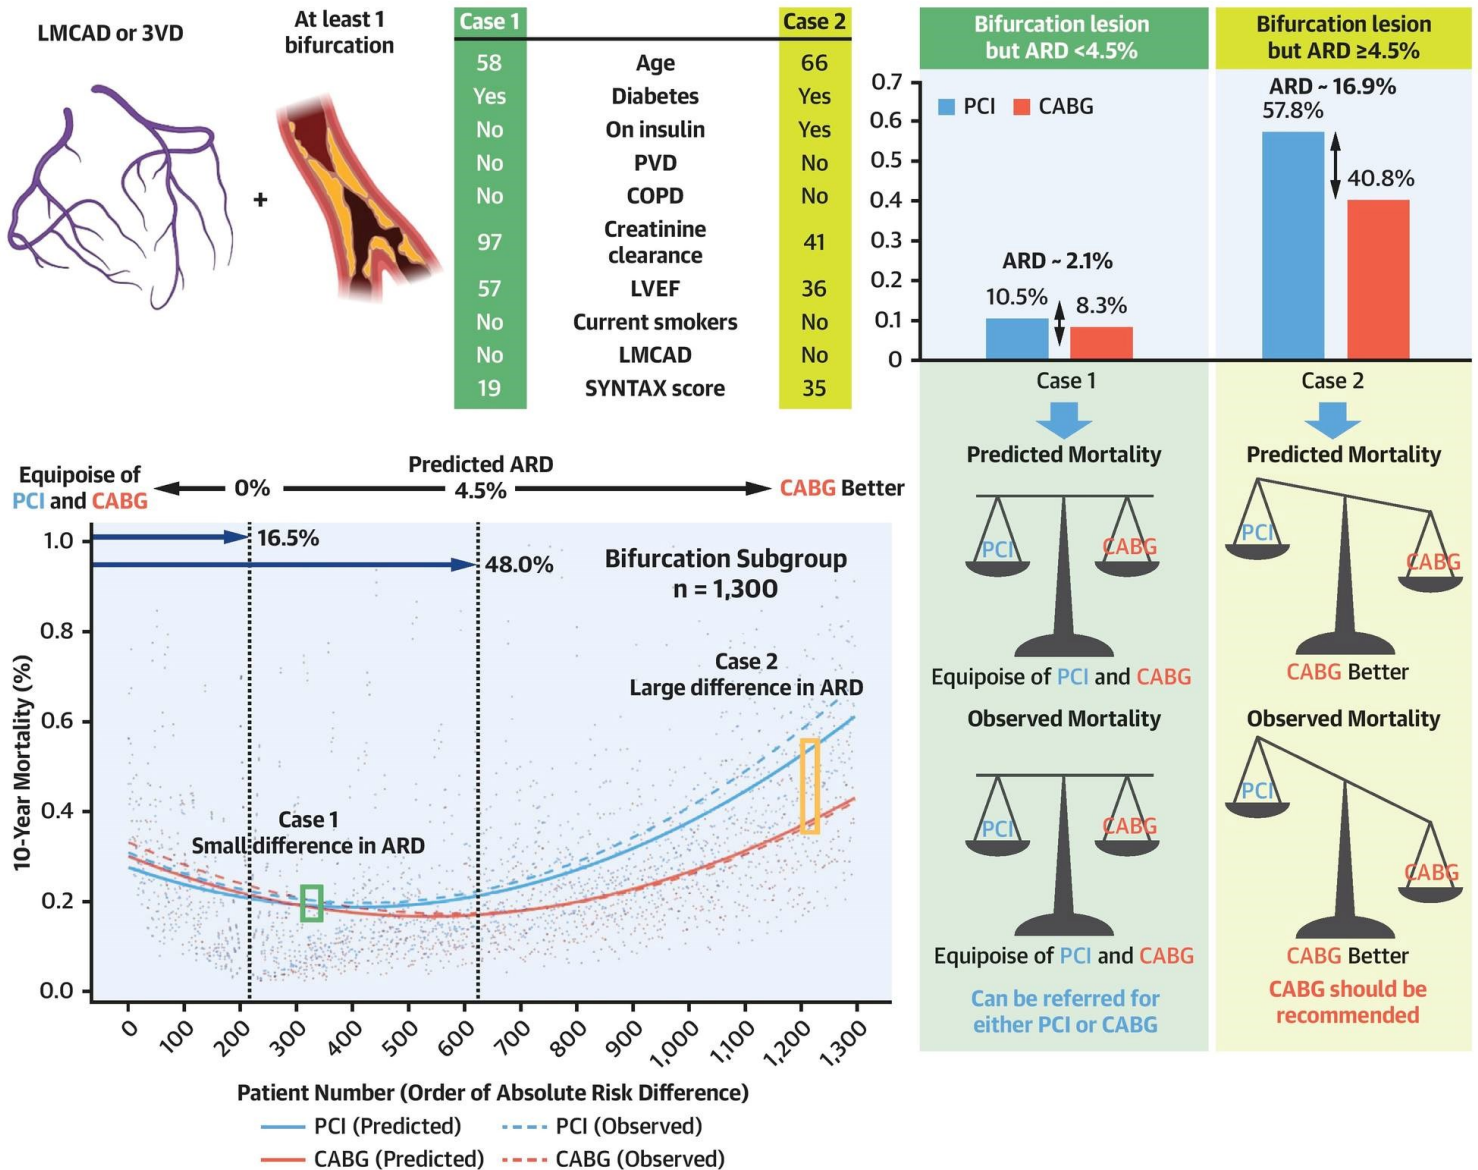 LMCAD or 3VD
+
At least 1
bifurcation
Case 1
Case 2
58 Age 66
Yes Diabetes Yes
No On insulin Yes
No PVD No
No COPD No
97 Creatinine clearance 41
57 LVEF 36
No Current smokers No
No LMCAD No
19 SYNTAX score 35
Bifurcation lesion
but ARD <4.5%
Bifurcation lesion
but ARD ≥4.5%
PCI CABG
0.7
0.6
0.5
0.4
0.3
0.2
0.1
0
ARD ~ 2.1%
10.5%
8.3%
ARD ~ 16.9%
57.8%
40.8%
Case 1
Case 2
Predicted Mortality
PCI
CABG
Equipoise of PCI and CABG
Observed Mortality
PCI
CABG
Equipoise of PCI and CABG
Can be referred for
either PCI or CABG
Predicted Mortality
PCI
CABG
CABG Better
Observed Mortality
PCI
CABG
CABG Better
CABG should be
recommended
Predicted ARD
Equipoise of
PCI and CABG
0%
4.5%
CABG Better
16.5%
48.0%
Bifurcation Subgroup
n = 1,300
Case 2
Large difference in ARD
Case 1
Small difference in ARD
10-Year Mortality (%)
1.0
0.8
0.6
0.4
0.2
0.0
0 100 200 300 400 500 600 700 800 900 1,000 1,100 1,200 1,300
Patient Number (Order of Absolute Risk Difference)
PCI (Predicted) PCI (Observed)
CABG (Predicted) CABG (Observed)